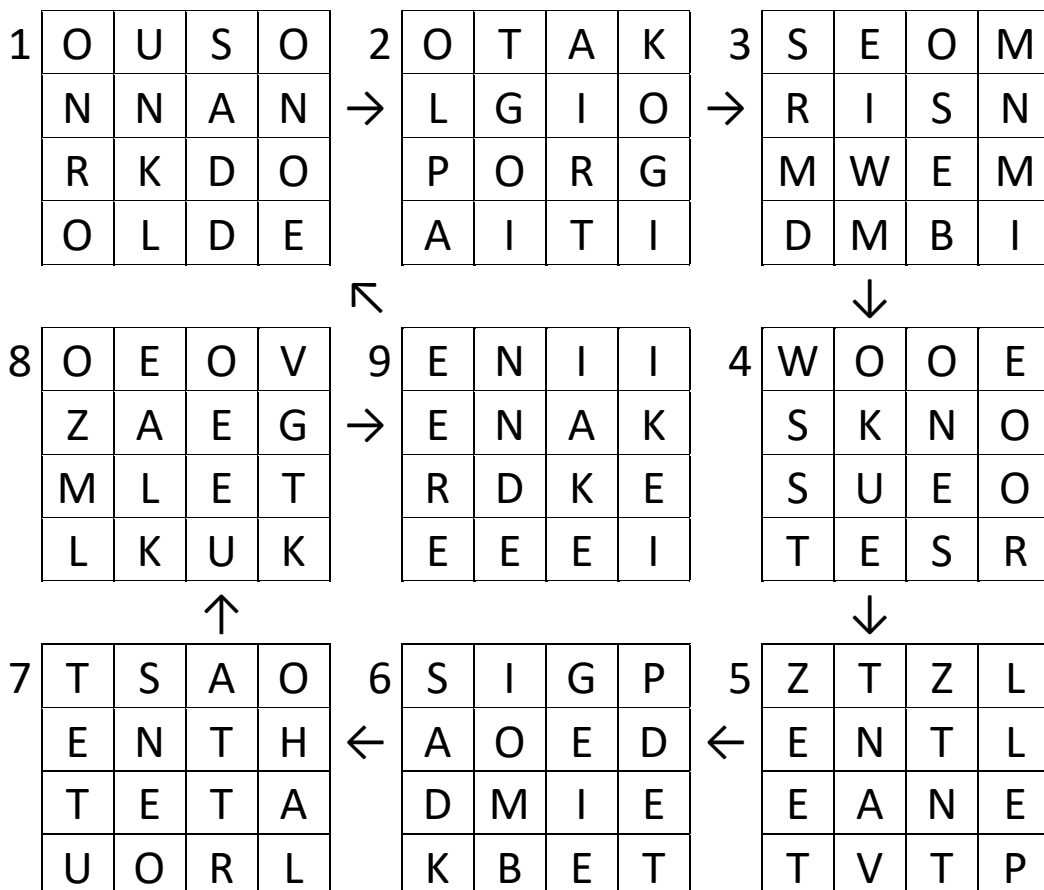 1 O U S O 2 O T A K 3 S E O M
N N A N → L G I O → R I S N
R K D O P O R G M W E M
O L D E A I T I D M B I
↖ ↓
8 O E O V 9 E N I I 4 W O O E
Z A E G → E N A K S K N O
M L E T R D K E S U E O
L K U K E E E I T E S R
↑ ↓
7 T S A O 6 S I G P 5 Z T Z L
E N T H ← A O E D ← E N T L
T E T A D M I E E A N E
U O R L K B E T T V T P